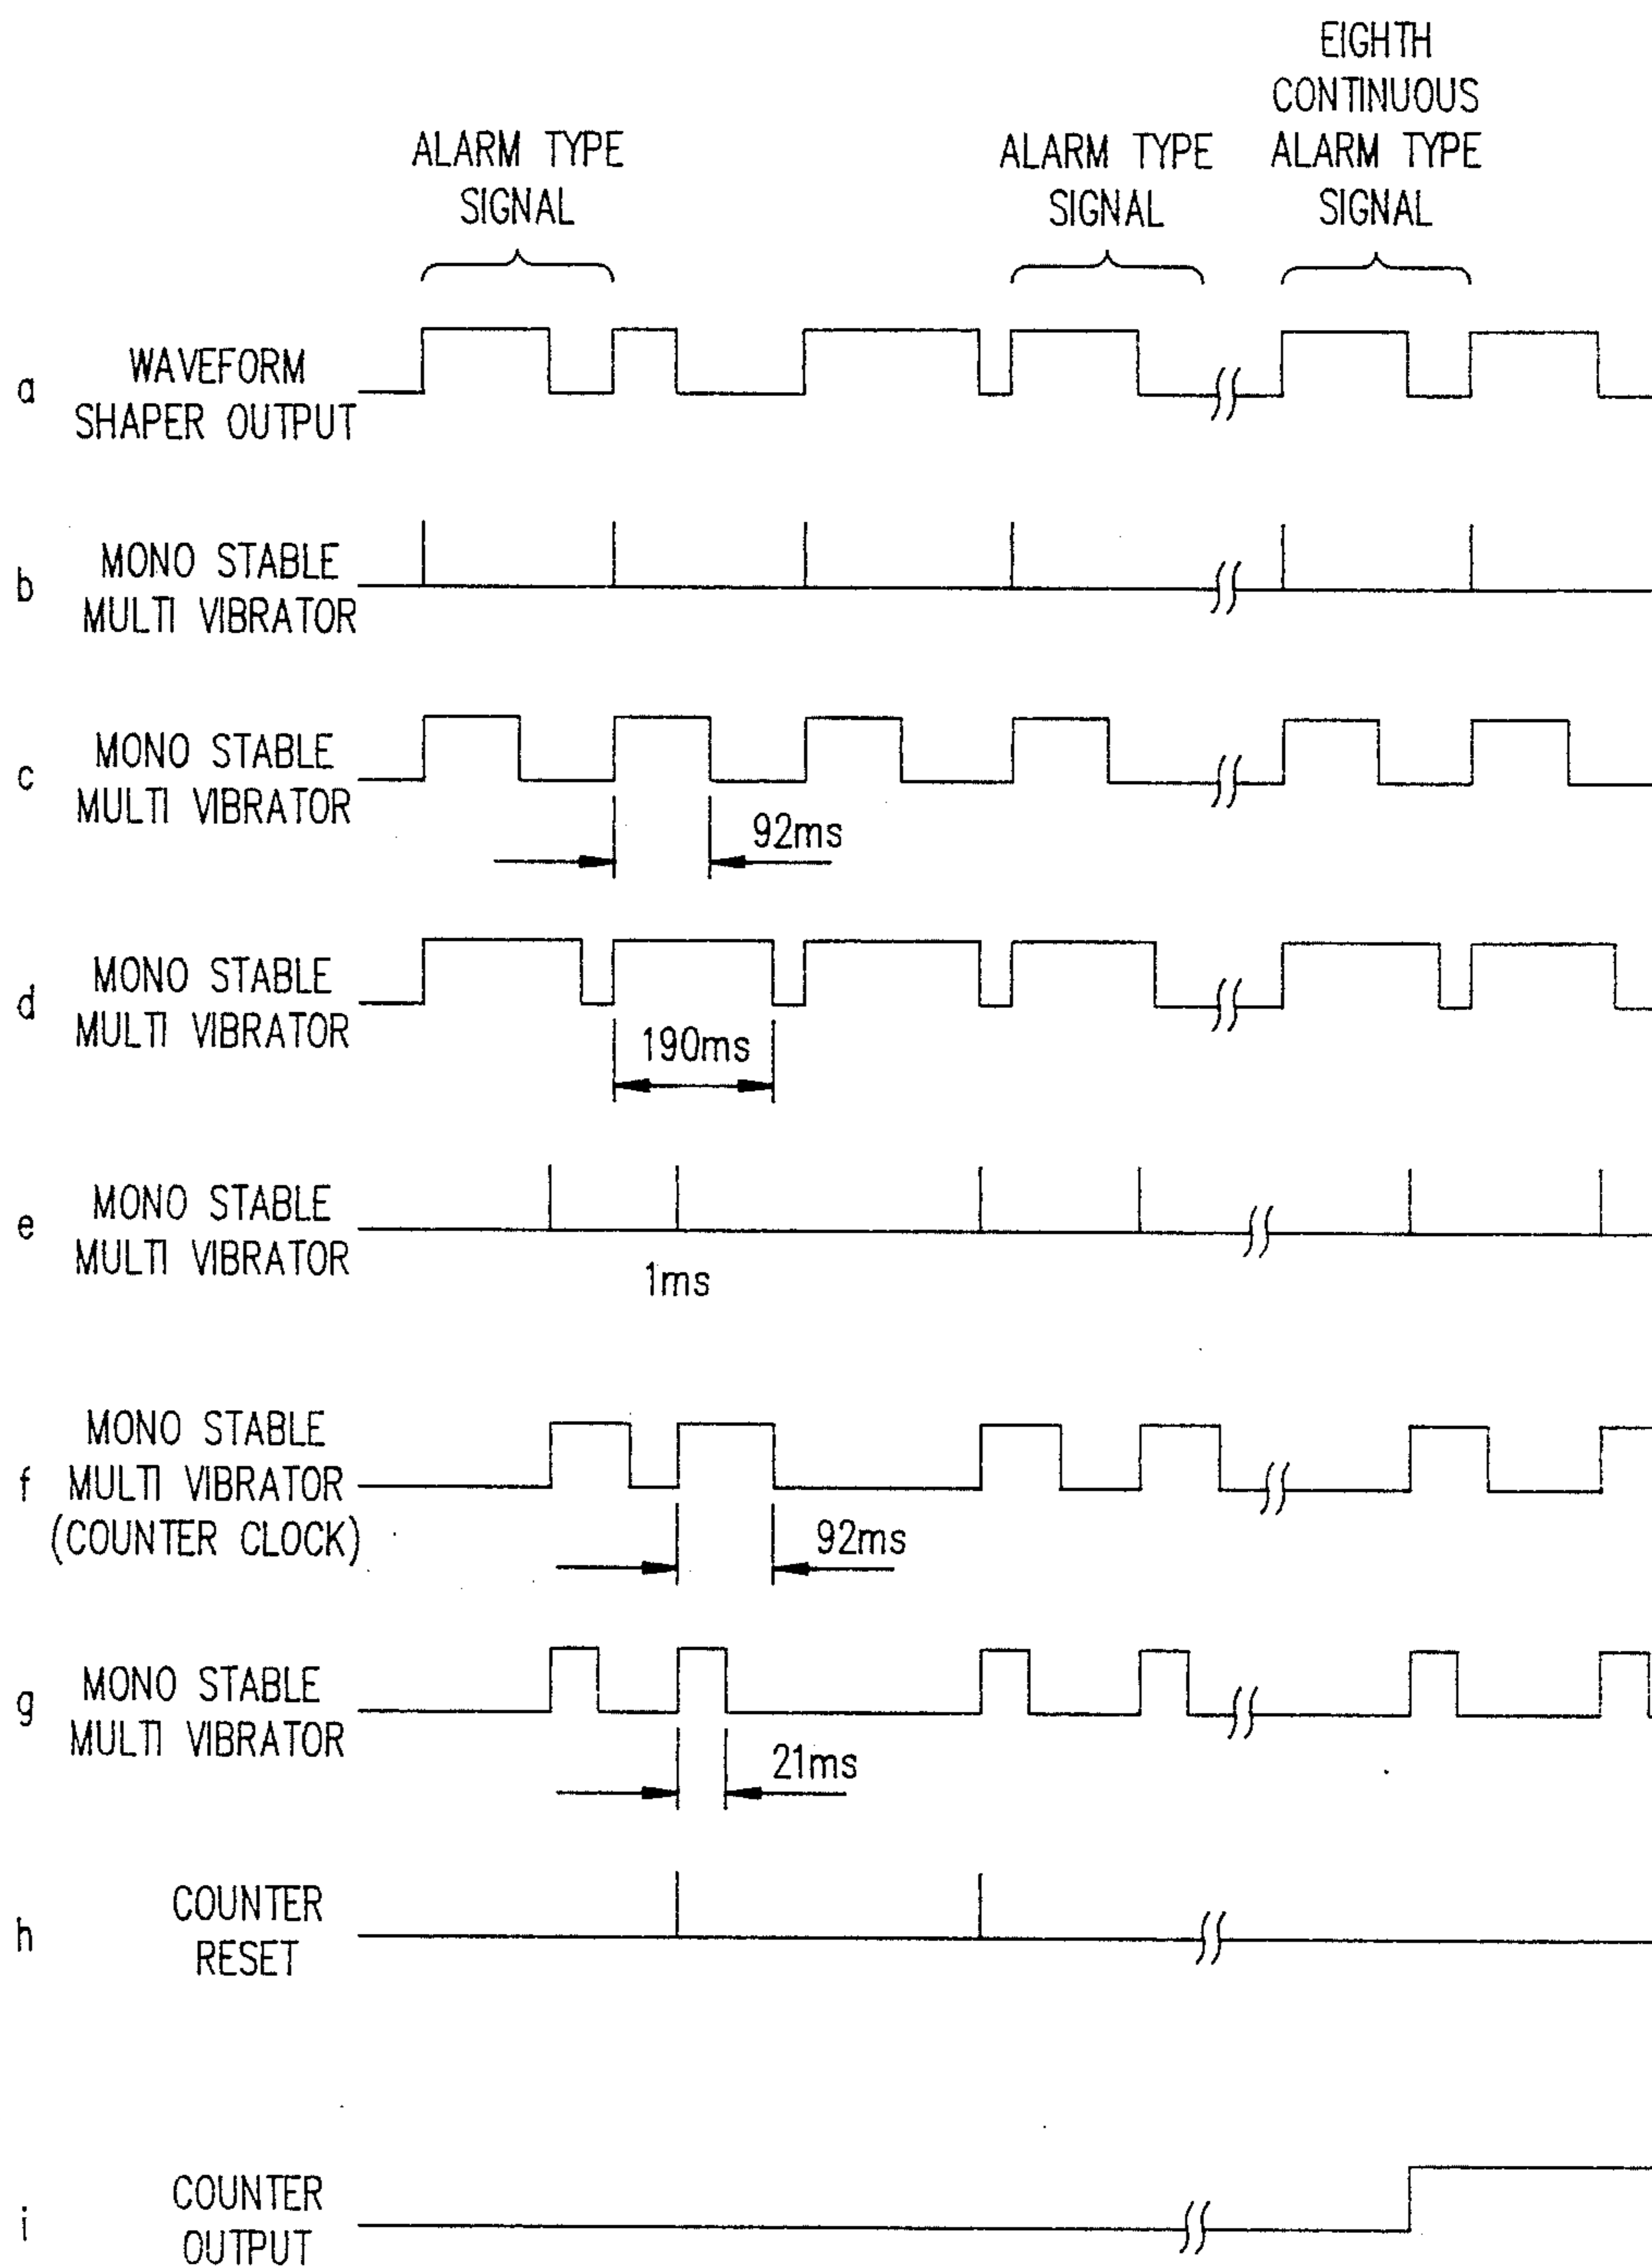 EIGHTH
CONTINUOUS
ALARM TYPE
SIGNAL
ALARM TYPE
SIGNAL
ALARM TYPE
SIGNAL
a WAVEFORM
SHAPER OUTPUT
b MONO STABLE
MULTI VIBRATOR
c MONO STABLE
MULTI VIBRATOR
92ms
d MONO STABLE
MULTI VIBRATOR
190ms
e MONO STABLE
MULTI VIBRATOR
1ms
f MONO STABLE
MULTI VIBRATOR
(COUNTER CLOCK)
92ms
g MONO STABLE
MULTI VIBRATOR
21ms
h COUNTER
RESET
i COUNTER
OUTPUT